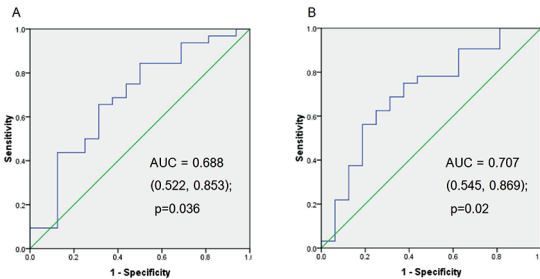 A
B
1.0
0.8
0.6
0.4
0.2
0.0
Sensitivity
AUC = 0.688
(0.522, 0.853);
p=0.036
0.0 0.2 0.4 0.6 0.8 1.0
1 - Specificity
1.0
0.8
0.6
0.4
0.2
0.0
Sensitivity
AUC = 0.707
(0.545, 0.869);
p=0.02
0.0 0.2 0.4 0.6 0.8
1 - Specificity